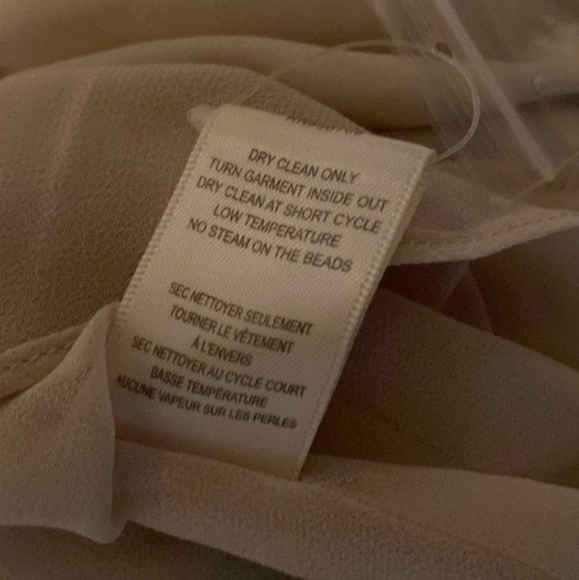 DRY CLEAN ONLY
TURN GARMENT INSIDE OUT
DRY CLEAN AT SHORT CYCLE
LOW TEMPERATURE
NO STEAM ON THE BEADS
SEC NETTOYER SEULEMENT
TOURNER LE VÊTEMENT
À L'ENVERS
SEC NETTOYER AU CYCLE COURT
BASSE TEMPÉRATURE
AUCUNE VAPEUR SUR LES PERLES